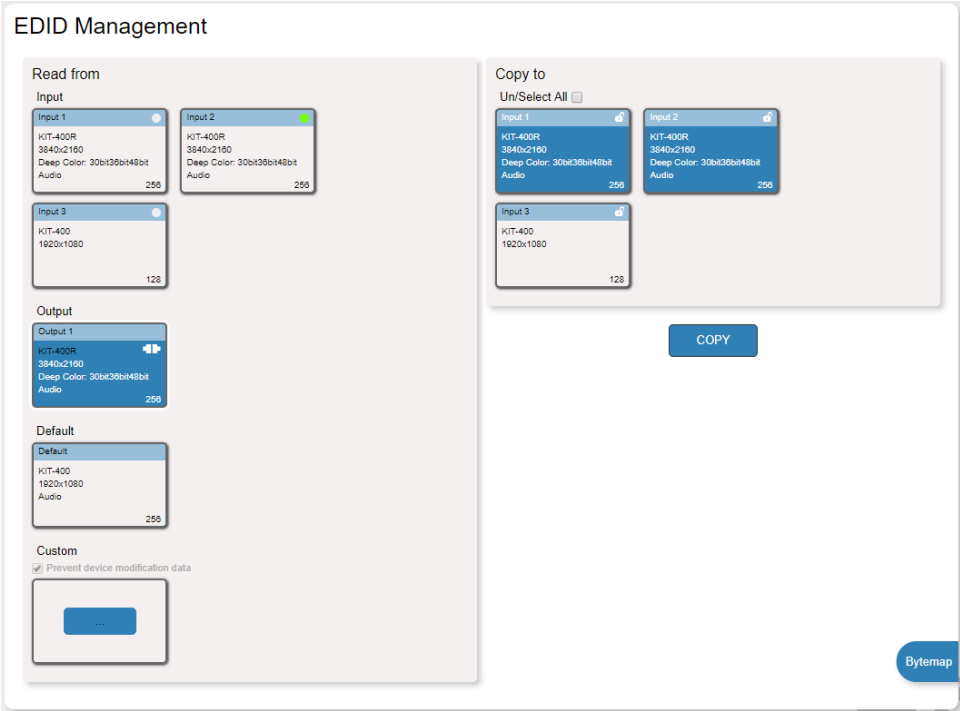 EDID Management
Read from
Input
Input 1
KIT-400R
3840x2160
Deep Color: 30bit36bit48bit
Audio
256
Input 2
KIT-400R
3840x2160
Deep Color: 30bit36bit48bit
Audio
256
Input 3
KIT-400
1920x1080
128
Output
Output 1
KIT-400R
3840x2160
Deep Color: 30bit36bit48bit
Audio
256
Default
Default
KIT-400
1920x1080
Audio
256
Custom
Prevent device modification data
...
Copy to
Un/Select All
Input 1
KIT-400R
3840x2160
Deep Color: 30bit36bit48bit
Audio
256
Input 2
KIT-400R
3840x2160
Deep Color: 30bit36bit48bit
Audio
256
Input 3
KIT-400
1920x1080
128
COPY
Bytemap